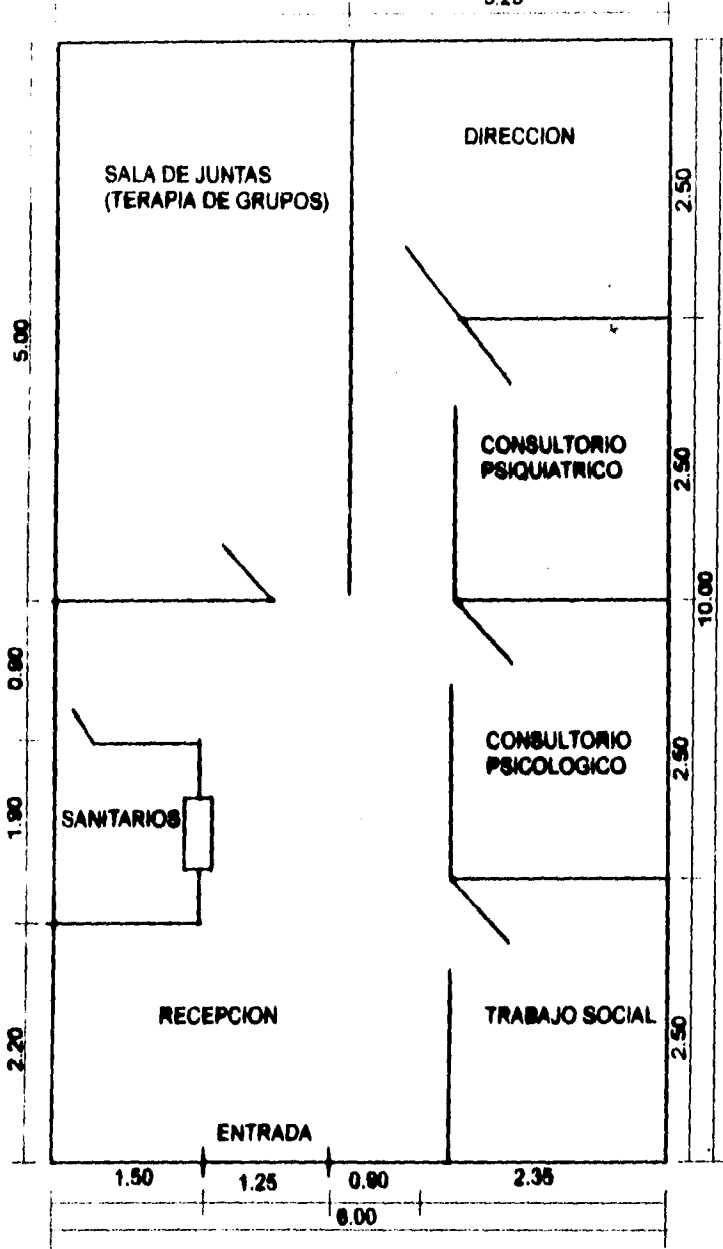 DIRECCION
SALA DE JUNTAS
(TERAPIA DE GRUPOS)
2.50
5.00
CONSULTORIO
PSIQUIATRICO
2.50
10.00
0.90
CONSULTORIO
PSICOLOGICO
2.50
1.90
SANITARIOS
RECEPCION
TRABAJO SOCIAL
2.50
2.20
ENTRADA
1.50
1.25
0.90
2.35
6.00